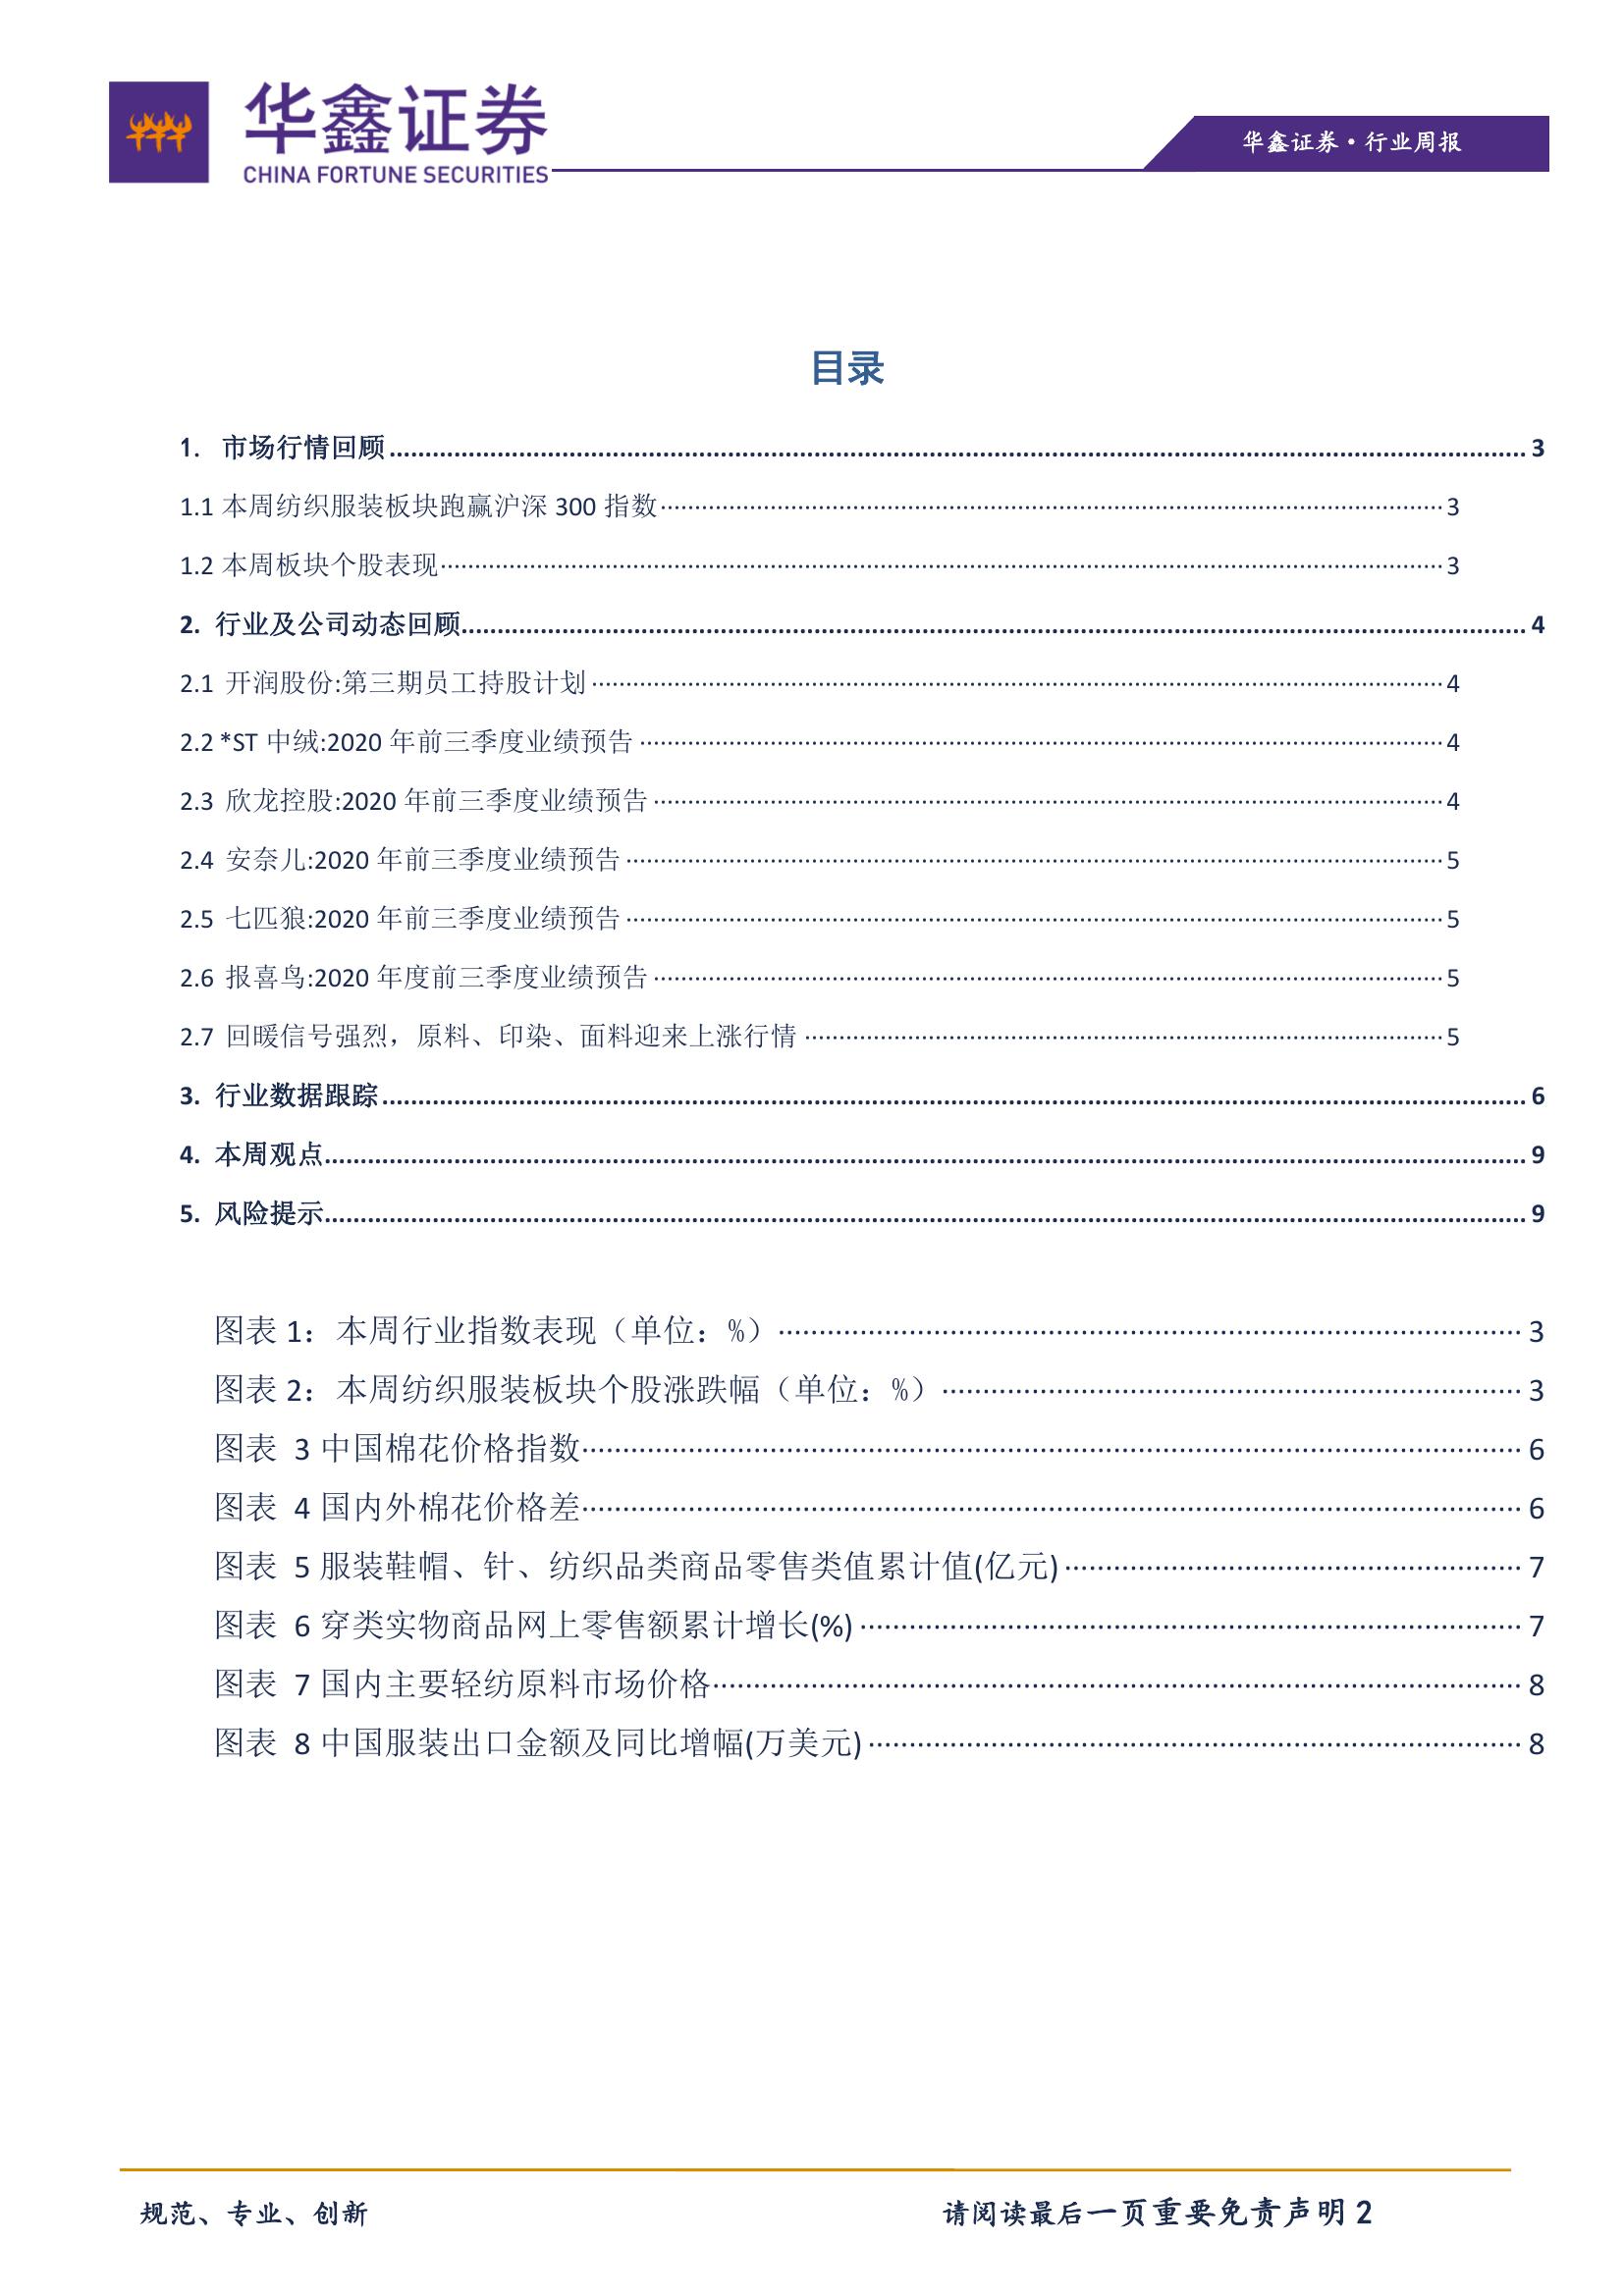 华鑫证券
CHINA FORTUNE SECURITIES
华鑫证券·行业周报
目录
1. 市场行情回顾 3
1.1 本周纺织服装板块跑赢沪深 300 指数 3
1.2 本周板块个股表现 3
2. 行业及公司动态回顾 4
2.1 开润股份:第三期员工持股计划 4
2.2 *ST 中绒:2020 年前三季度业绩预告 4
2.3 欣龙控股:2020 年前三季度业绩预告 4
2.4 安奈儿:2020 年前三季度业绩预告 5
2.5 七匹狼:2020 年前三季度业绩预告 5
2.6 报喜鸟:2020 年度前三季度业绩预告 5
2.7 回暖信号强烈，原料、印染、面料迎来上涨行情 5
3. 行业数据跟踪 6
4. 本周观点 9
5. 风险提示 9
图表 1：本周行业指数表现（单位：%） 3
图表 2：本周纺织服装板块个股涨跌幅（单位：%） 3
图表 3 中国棉花价格指数 6
图表 4 国内外棉花价格差 6
图表 5 服装鞋帽、针、纺织品类商品零售类值累计值(亿元) 7
图表 6 穿类实物商品网上零售额累计增长(%) 7
图表 7 国内主要轻纺原料市场价格 8
图表 8 中国服装出口金额及同比增幅(万美元) 8
规范、专业、创新
请阅读最后一页重要免责声明 2